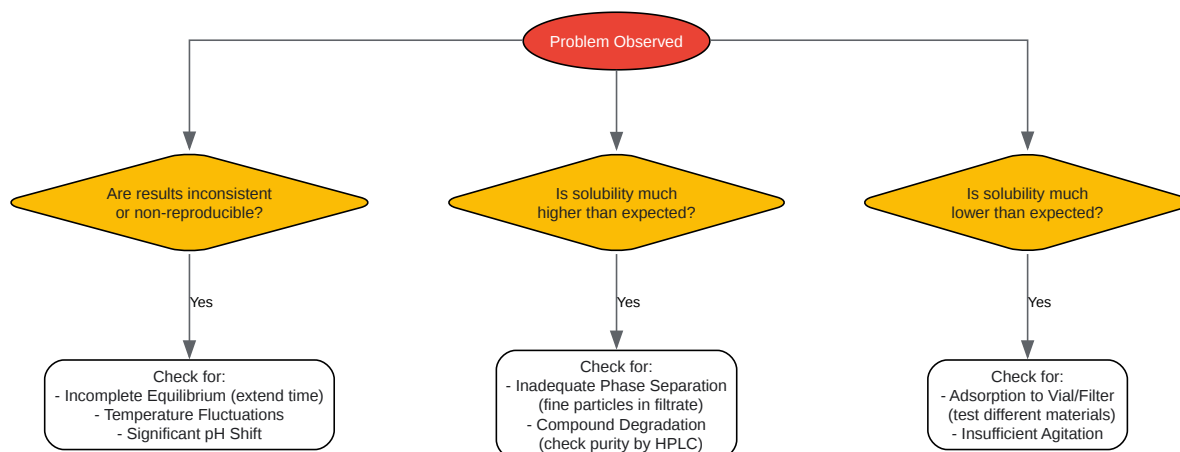 Problem Observed
Are results inconsistent
or non-reproducible?
Is solubility much
higher than expected?
Is solubility much
lower than expected?
Yes
Yes
Yes
Check for:
- Incomplete Equilibrium (extend time)
- Temperature Fluctuations
- Significant pH Shift
Check for:
- Inadequate Phase Separation
(fine particles in filtrate)
- Compound Degradation
(check purity by HPLC)
Check for:
- Adsorption to Vial/Filter
(test different materials)
- Insufficient Agitation